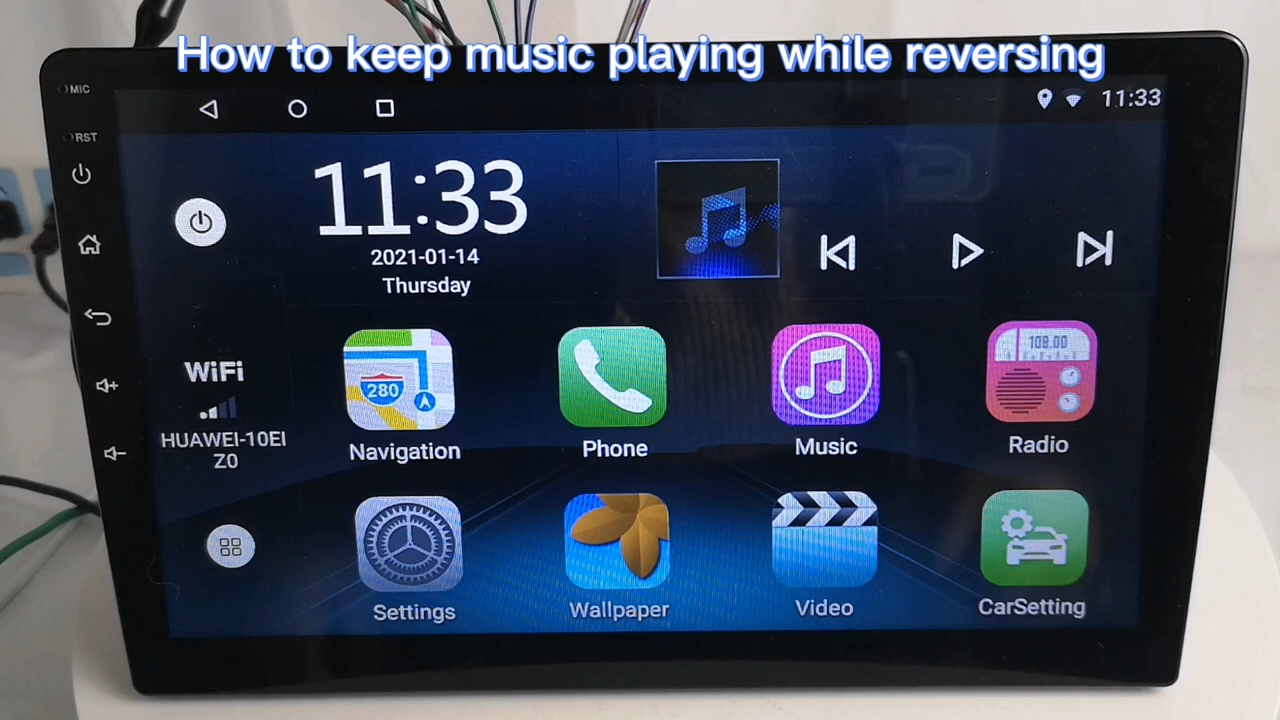 How to keep music playing while reversing
MIC
11:33
RST
11:33
2021-01-14
Thursday
WiFi
HUAWEI-10EI
Z0
280
108.00
Navigation
Phone
Music
Radio
Settings
Wallpaper
Video
CarSetting